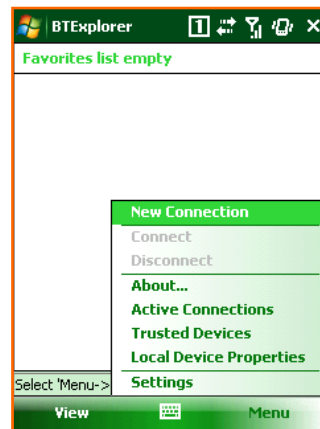 BTExplorer
1
Favorites list empty
New Connection
Connect
Disconnect
About...
Active Connections
Trusted Devices
Local Device Properties
Settings
Select 'Menu->
View
Menu